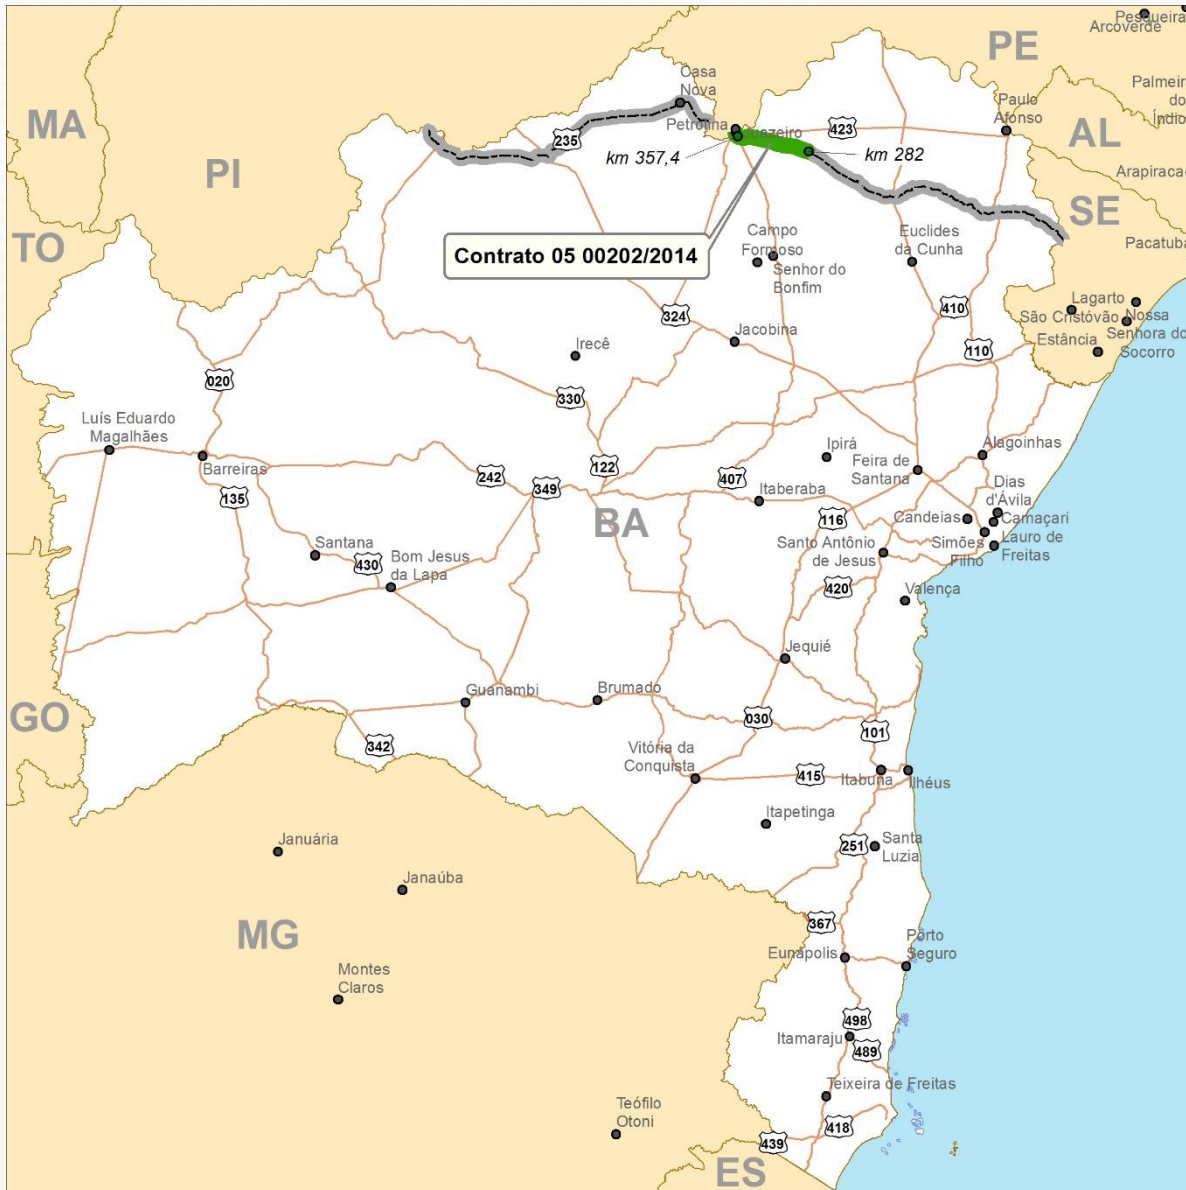 Pesqueira
Arcoverde
PE
Casa
Nova
Palmei
do
Índio
Paulo
Afonso
MA
Petrolina
Juazeiro
423
AL
235
km 357,4
km 282
PI
Arapiraca
SE
TO
Campo
Formoso
Euclides
da Cunha
Pacatuba
Contrato 05 00202/2014
Senhor do
Bonfim
Lagarto
São Cristóvão
Nossa
Senhora do
Socorro
Estância
410
324
Jacobina
Irecê
110
020
330
Luís Eduardo
Magalhães
Barreiras
Ipirá
Alagoinhas
122
Feira de
Santana
242
349
407
Itaberaba
Dias
d'Ávila
135
BA
116
Candeias
Camaçari
Santo Antônio
de Jesus
Simões
Filho
Lauro de
Freitas
Santana
430
Bom Jesus
da Lapa
420
Valença
Jequié
Guanambi
Brumado
GO
030
101
342
Vitória da
Conquista
415
Itabuna
Ilhéus
Itapetinga
Januária
251
Santa
Luzia
Janaúba
MG
367
Eunápolis
Pôrto
Seguro
Montes
Claros
498
Itamaraju
489
Teixeira de Freitas
Teófilo
Otoni
418
439
ES